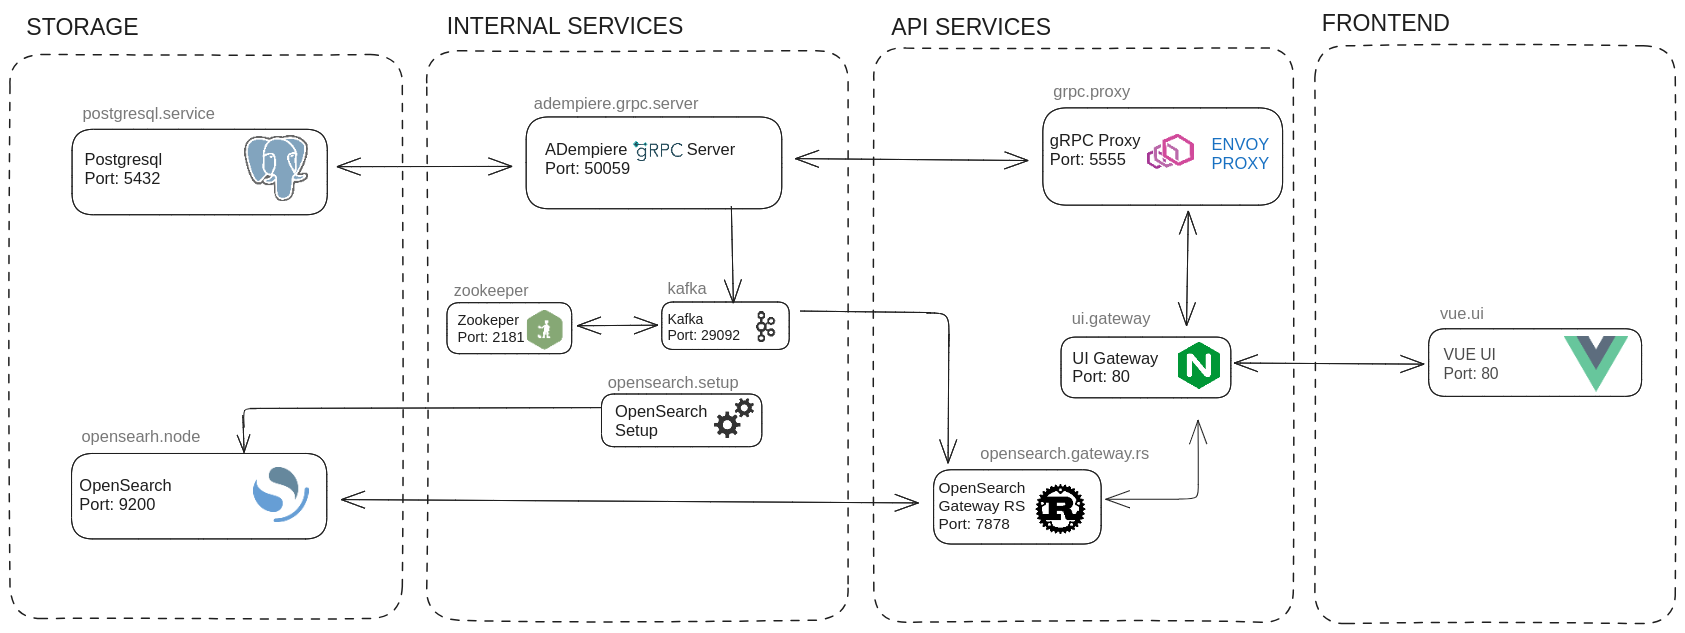 STORAGE
postgresql.service
Postgresql
Port: 5432
opensearh.node
OpenSearch
Port: 9200
INTERNAL SERVICES
adempiere.grpc.server
ADempiere gRPC Server
Port: 50059
zookeeper
Zookeper
Port: 2181
kafka
Kafka
Port: 29092
opensearch.setup
OpenSearch
Setup
API SERVICES
grpc.proxy
gRPC Proxy
Port: 5555
ENVOY
PROXY
ui.gateway
UI Gateway
Port: 80
N
opensearch.gateway.rs
OpenSearch
Gateway RS
Port: 7878
R
FRONTEND
vue.ui
VUE UI
Port: 80